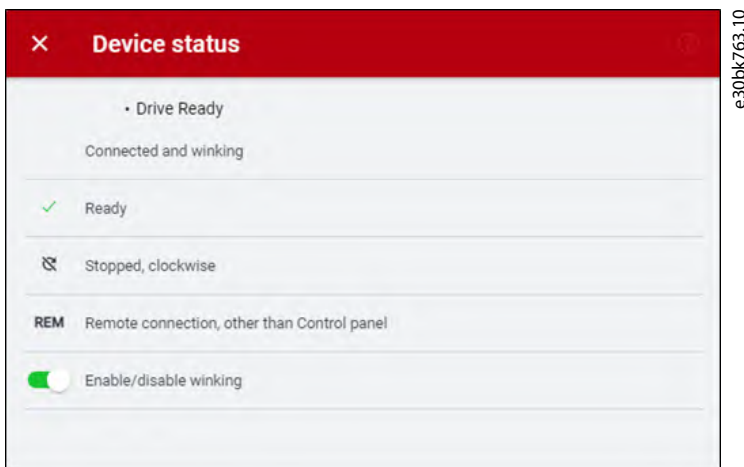 Device status
• Drive Ready
Connected and winking
Ready
Stopped, clockwise
REM Remote connection, other than Control panel
Enable/disable winking
e30bk763.10